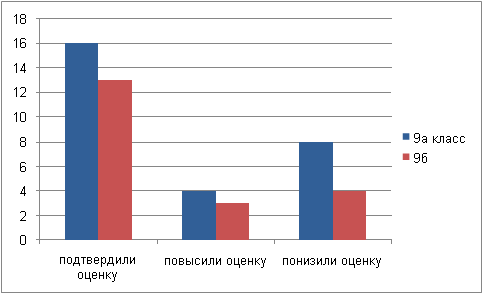 18
16
14
12
10
8
6
4
2
0
подтвердили
оценку
повысили оценку
понизили оценку
9а класс
9б